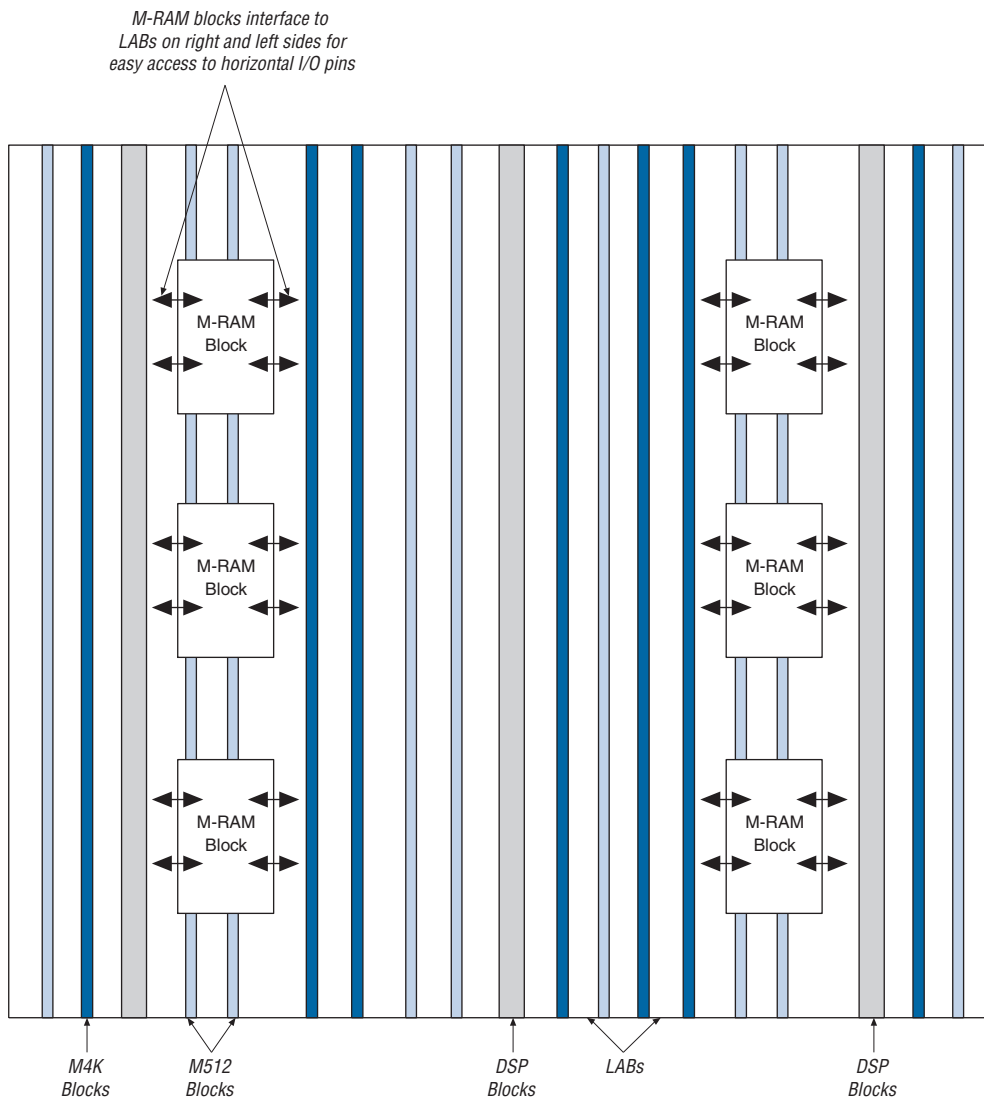 M-RAM blocks interface to
LABs on right and left sides for
easy access to horizontal I/O pins
M-RAM
Block
M-RAM
Block
M-RAM
Block
M-RAM
Block
M-RAM
Block
M-RAM
Block
M4K
Blocks
M512
Blocks
DSP
Blocks
LABs
DSP
Blocks